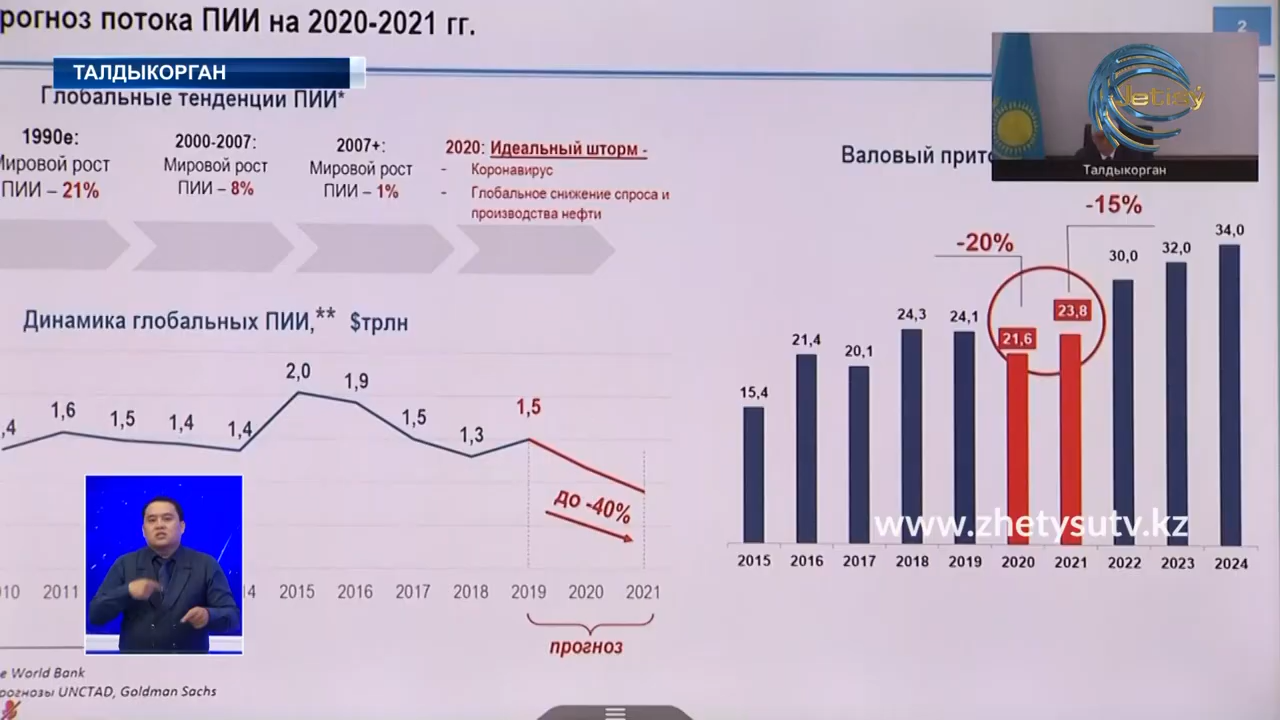 рогноз потока ПИИ на 2020-2021 гг.
2
ТАЛДЫКОРГАН
Jetisý
Талдыкорган
Глобальные тенденции ПИИ*
1990е:
Мировой рост
ПИИ – 21%
2000-2007:
Мировой рост
ПИИ – 8%
2007+:
Мировой рост
ПИИ – 1%
2020: Идеальный шторм -
- Коронавирус
- Глобальное снижение спроса и
производства нефти
Динамика глобальных ПИИ,** $трлн
,4
1,6
1,5
1,4
1,4
2,0
1,9
1,5
1,3
1,5
до -40%
10 2011 4 2015 2016 2017 2018 2019 2020 2021
прогноз
e World Bank
рогнозы UNCTAD, Goldman Sachs
Валовый прито
-20%
-15%
15,4
21,4
20,1
24,3
24,1
21,6
23,8
30,0
32,0
34,0
www.zhetysutv.kz
2015 2016 2017 2018 2019 2020 2021 2022 2023 2024